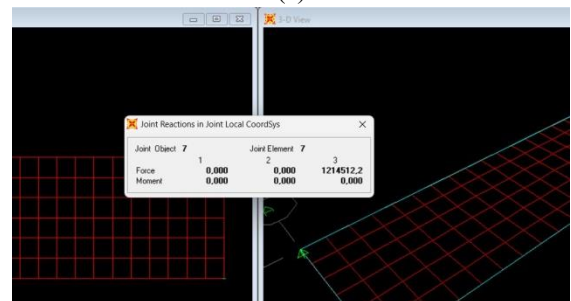 3-D View
Joint Reactions in Joint Local CoordSys
Joint Object 7 Joint Element 7
1 2 3
Force 0,000 0,000 1214512,2
Moment 0,000 0,000 0,000